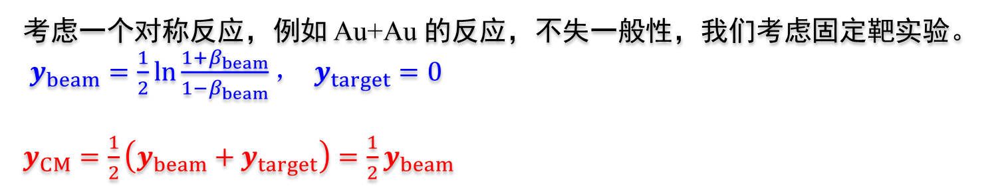 考虑一个对称反应，例如 Au+Au 的反应，不失一般性，我们考虑固定靶实验。
y_beam = 1/2 ln (1+β_beam)/(1−β_beam) ,  y_target = 0
y_CM = 1/2 (y_beam + y_target) = 1/2 y_beam